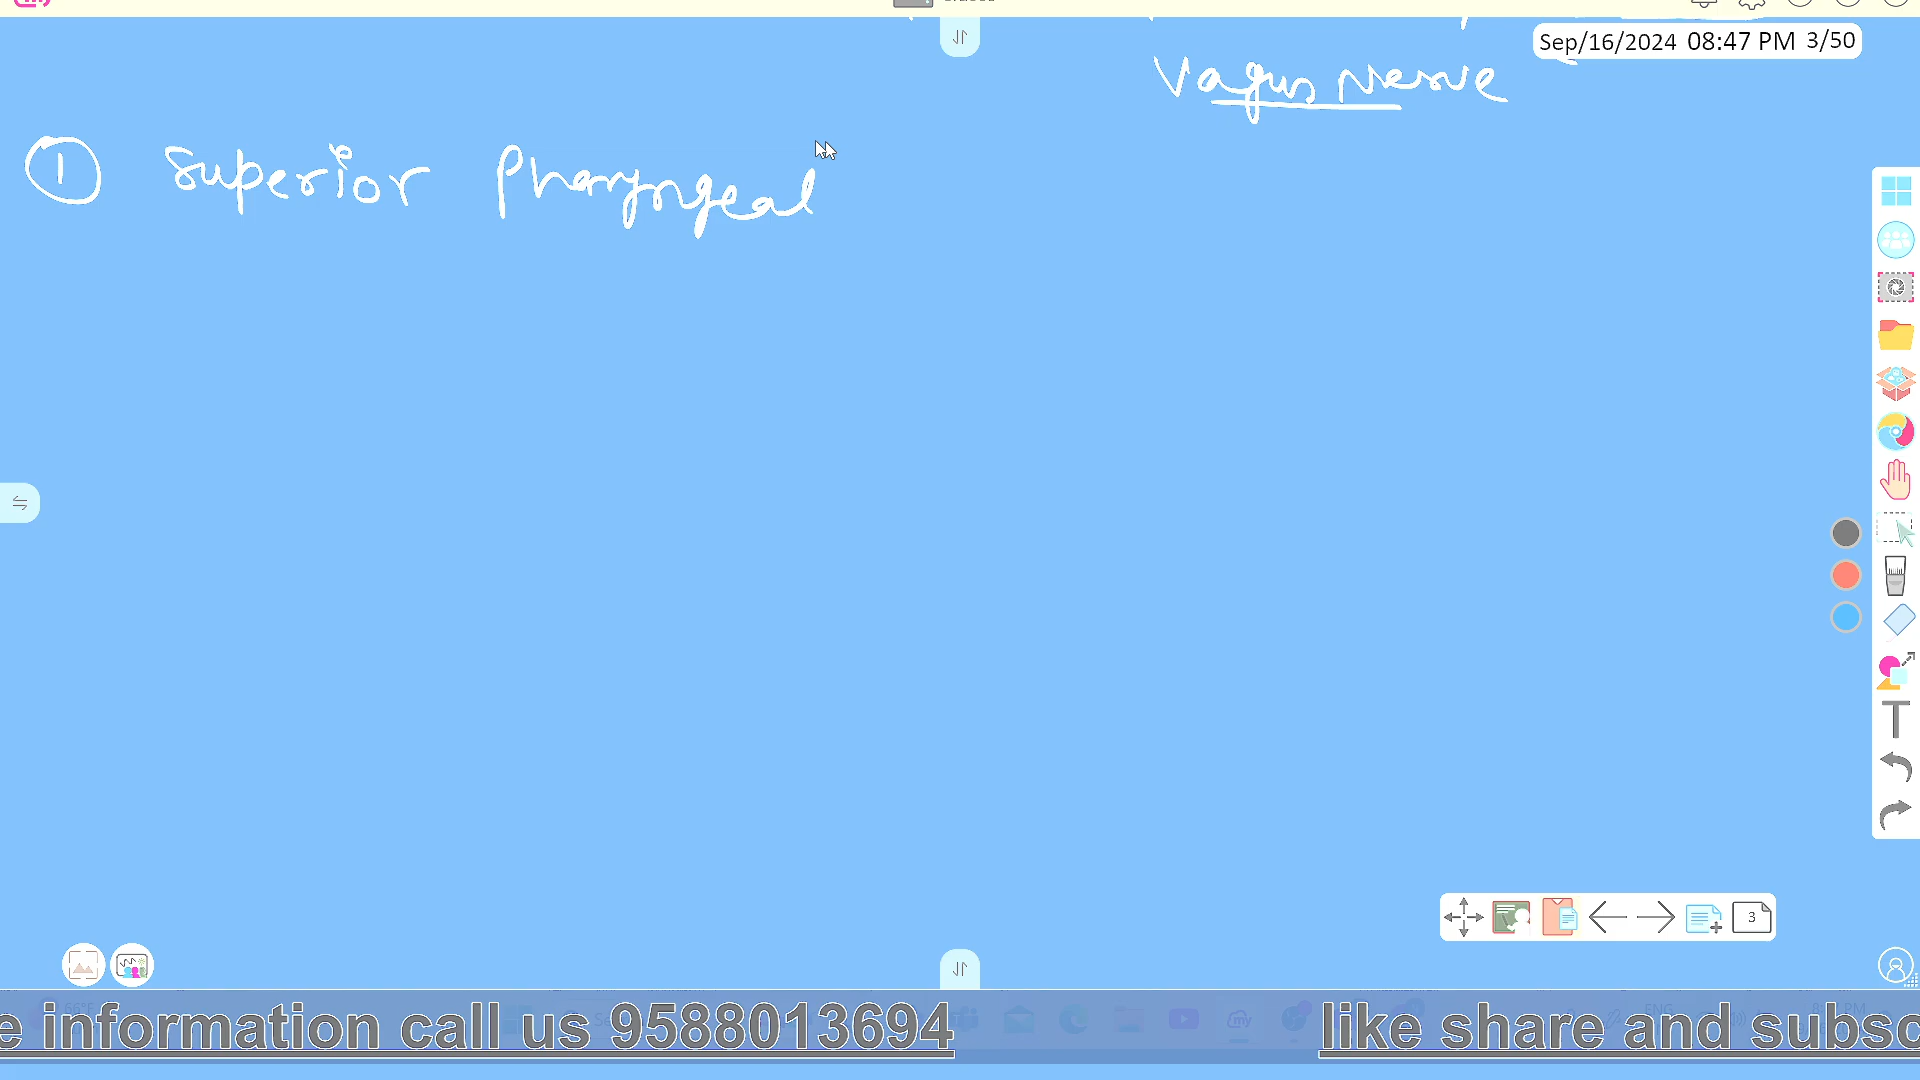 Sep/16/2024 08:47 PM 3/50
Vagus Nerve
① Superior Pharyngeal
3
e information call us 9588013694
like share and subsc